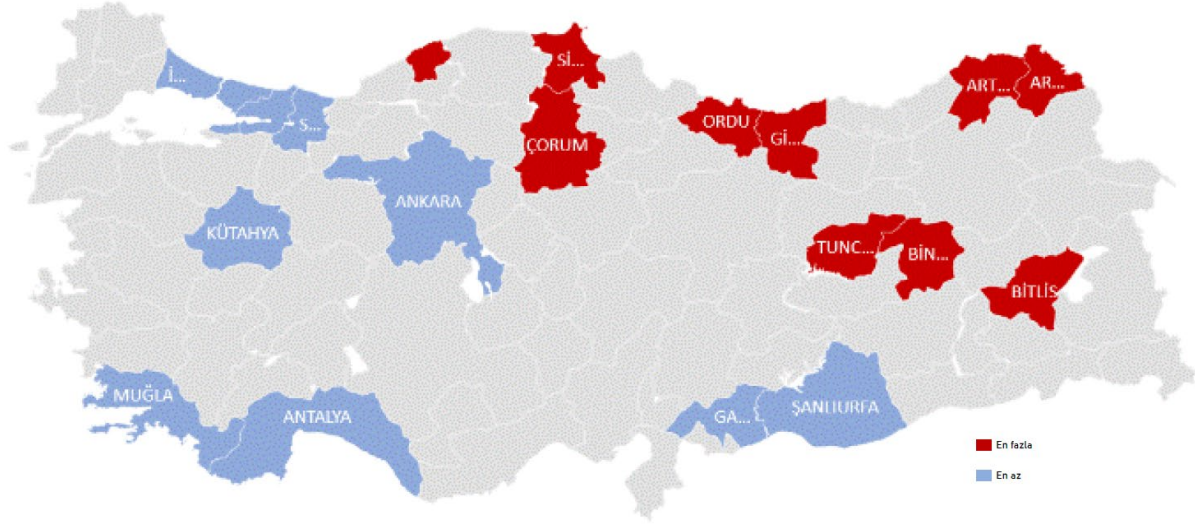 İ...
Sİ...
ART...
AR...
S...
ORDU
Gİ...
ÇORUM
ANKARA
KÜTAHYA
TUNC...
BİN...
BİTLİS
MUĞLA
ANTALYA
GA...
ŞANLIURFA
En fazla
En az